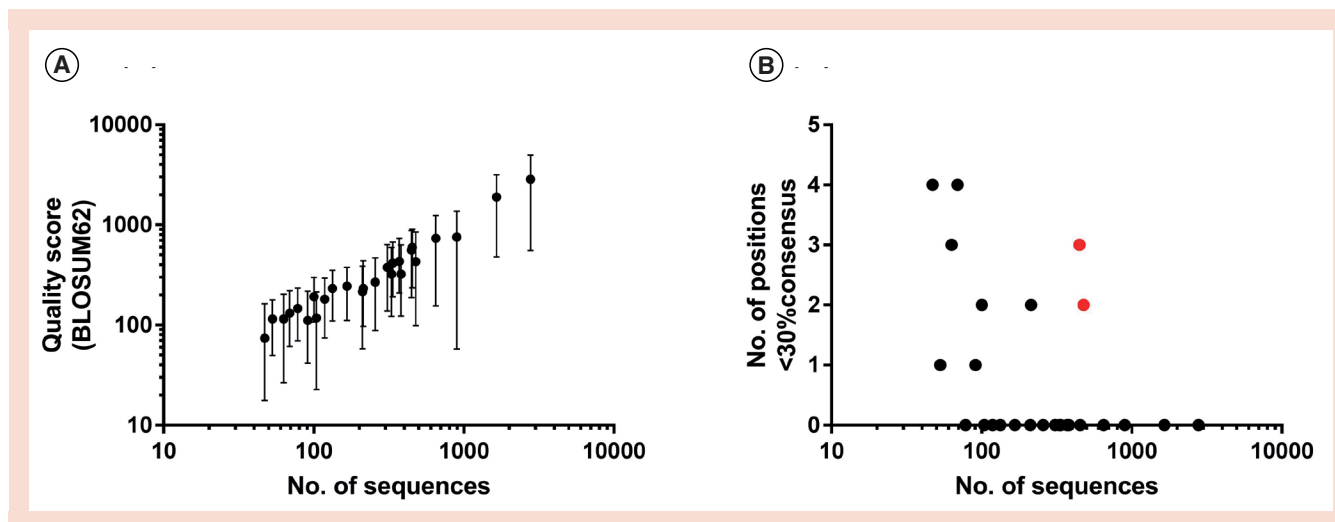 A
B
10000
1000
100
10
Quality score
(BLOSUM62)
10
100
1000
10000
No. of sequences
5
4
3
2
1
0
No. of positions
<30%consensus
10
100
1000
10000
No. of sequences